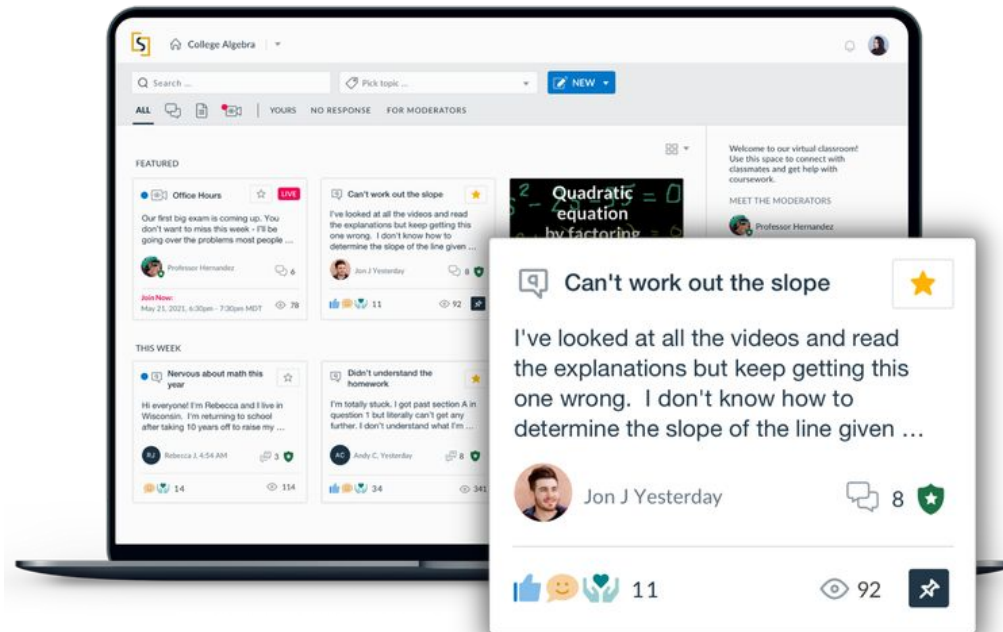 College Algebra
Search ...
Pick topic ...
NEW
ALL
YOURS
NO RESPONSE
FOR MODERATORS
FEATURED
Office Hours
LIVE
Our first big exam is coming up. You
don't want to miss this week - I'll be
going over the problems most people ...
Professor Hernandez
6
Join Now:
May 21, 2021, 6:30pm - 7:30pm MDT
78
Can't work out the slope
I've looked at all the videos and read
the explanations but keep getting this
one wrong. I don't know how to
determine the slope of the line given ...
Jon J Yesterday
8
11
92
Quadratic
equation
by factoring
Welcome to our virtual classroom!
Use this space to connect with
classmates and get help with
coursework.
MEET THE MODERATORS
Professor Hernandez
THIS WEEK
Nervous about math this
year
Hi everyone! I'm Rebecca and I live in
Wisconsin. I'm returning to school
after taking 10 years off to raise my ...
RJ
Rebecca J, 4:54 AM
3
14
114
Didn't understand the
homework
I'm totally stuck. I got past section A in
question 1 but literally can't get any
further. I don't understand what I'm ...
AC
Andy C, Yesterday
8
34
341
Can't work out the slope
I've looked at all the videos and read
the explanations but keep getting this
one wrong. I don't know how to
determine the slope of the line given ...
Jon J Yesterday
8
11
92